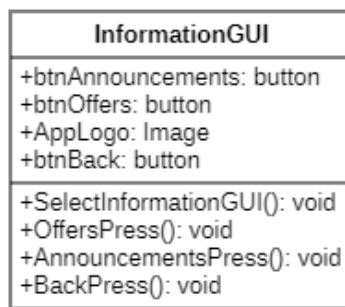 InformationGUI
+btnAnnouncements: button
+btnOffers: button
+AppLogo: Image
+btnBack: button
+SelectInformationGUI(): void
+OffersPress(): void
+AnnouncementsPress(): void
+BackPress(): void